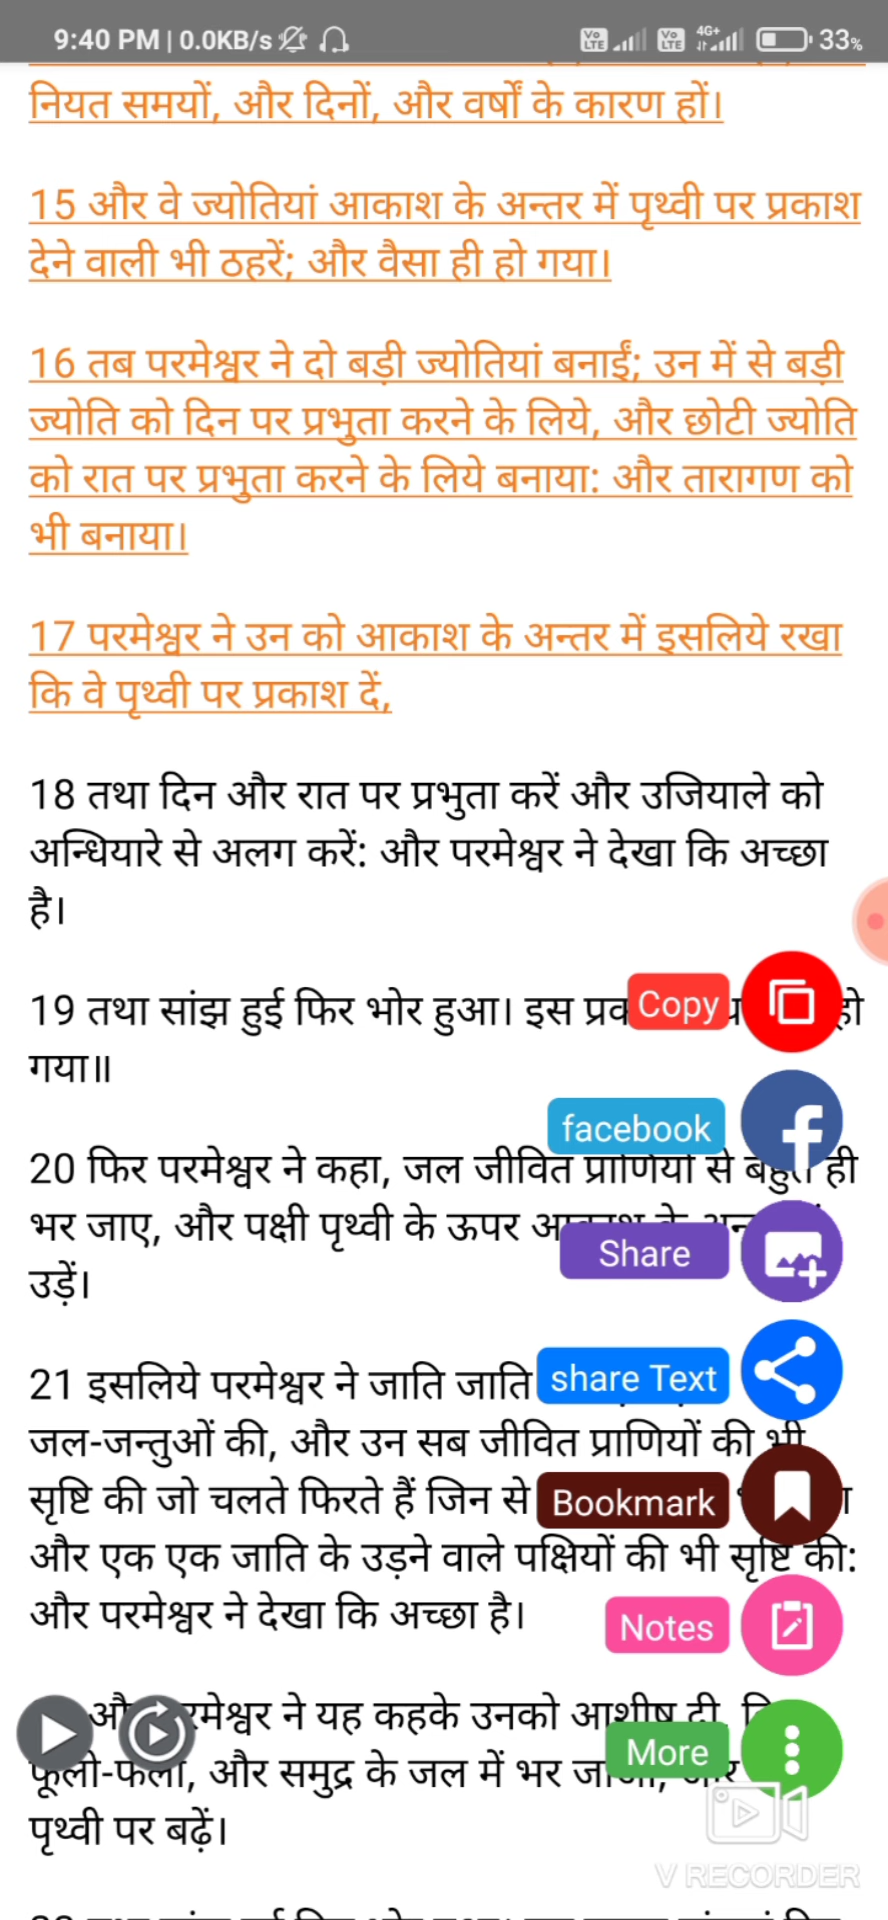 9:40 PM | 0.0KB/s Vo LTE Vo LTE 4G+ 33%
नियत समयों, और दिनों, और वर्षों के कारण हों।
15 और वे ज्योतियां आकाश के अन्तर में पृथ्वी पर प्रकाश
देने वाली भी ठहरें; और वैसा ही हो गया।
16 तब परमेश्वर ने दो बड़ी ज्योतियां बनाईं; उन में से बड़ी
ज्योति को दिन पर प्रभुता करने के लिये, और छोटी ज्योति
को रात पर प्रभुता करने के लिये बनाया: और तारागण को
भी बनाया।
17 परमेश्वर ने उन को आकाश के अन्तर में इसलिये रखा
कि वे पृथ्वी पर प्रकाश दें,
18 तथा दिन और रात पर प्रभुता करें और उजियाले को
अन्धियारे से अलग करें: और परमेश्वर ने देखा कि अच्छा
है।
19 तथा सांझ हुई फिर भोर हुआ। इस हो
Copy
गया॥
facebook
20 फिर परमेश्वर ने कहा, जल जीवित प्राणियों से बहुत ही
भर जाए, और पक्षी पृथ्वी के ऊपर
Share
उड़ें।
21 इसलिये परमेश्वर ने जाति जाति
share Text
जल-जन्तुओं की, और उन सब जीवित प्राणियों की भी
सृष्टि की जो चलते फिरते हैं जिन से
Bookmark
और एक एक जाति के उड़ने वाले पक्षियों की भी सृष्टि की:
और परमेश्वर ने देखा कि अच्छा है।
Notes
ने यह कहके उनको आशीष दी
More
फूलो-फलो, और समुद्र के जल में भर
पृथ्वी पर बढ़ें।
V RECORDER